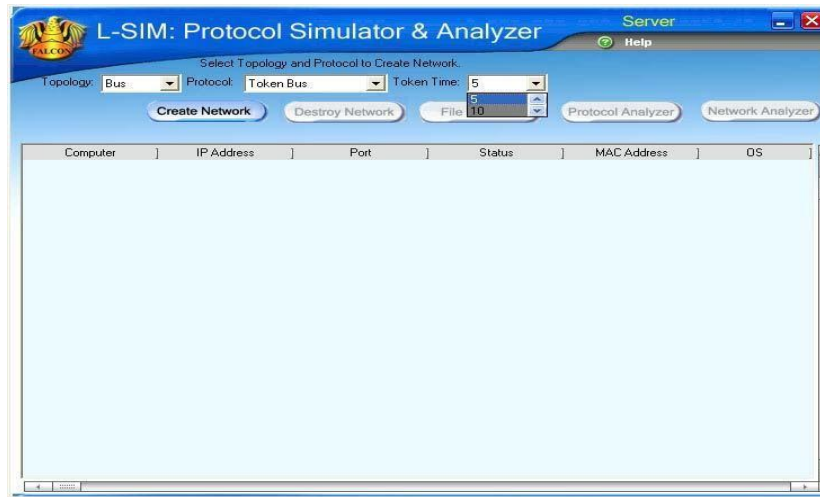 L-SIM: Protocol Simulator & Analyzer
Server
Help
FALCON
Select Topology and Protocol to Create Network.
Topology: Bus Protocol: Token Bus Token Time: 5
5
10
Create Network Destroy Network File Protocol Analyzer Network Analyzer
Computer ] IP Address ] Port ] Status ] MAC Address ] OS ]